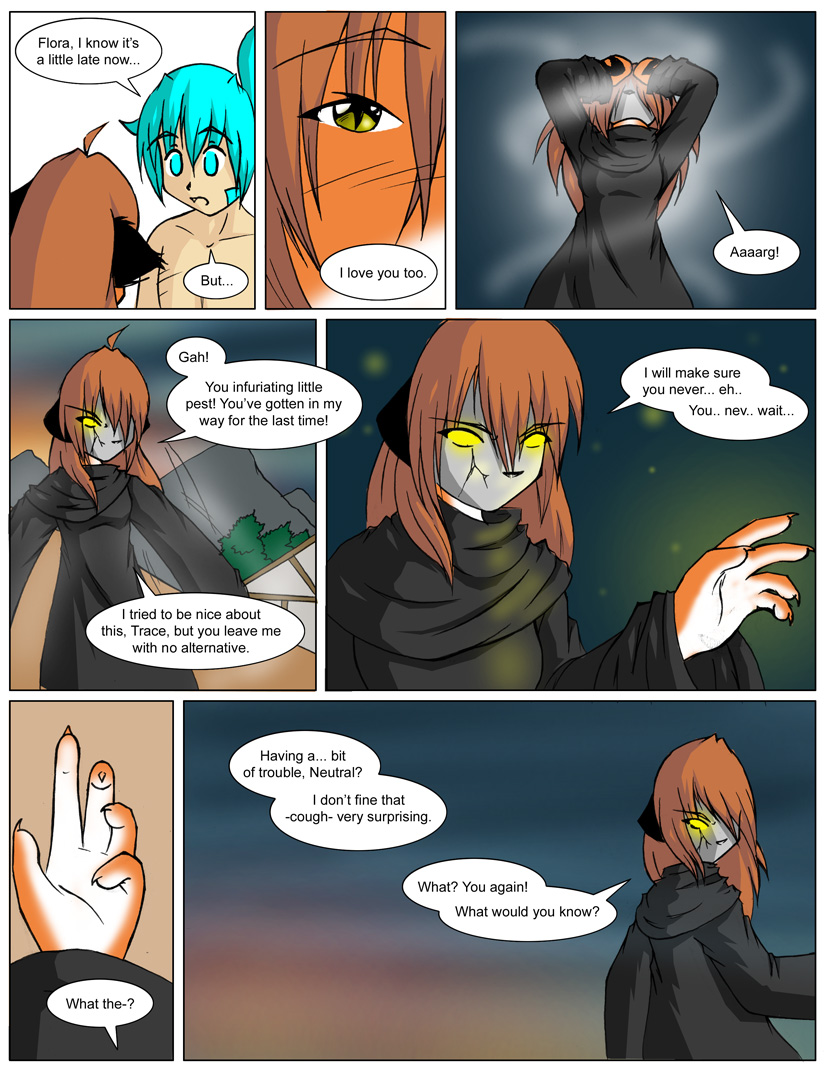 Flora, I know it's
a little late now...
But...
I love you too.
Aaaarg!
Gah!
You infuriating little
pest! You've gotten in my
way for the last time!
I tried to be nice about
this, Trace, but you leave me
with no alternative.
I will make sure
you never... eh..
You.. nev.. wait...
What the-?
Having a... bit
of trouble, Neutral?
I don't fine that
-cough- very surprising.
What? You again!
What would you know?